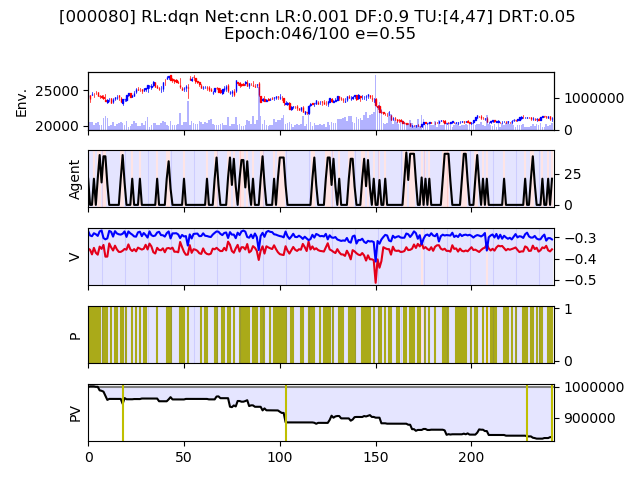 [000080] RL:dqn Net:cnn LR:0.001 DF:0.9 TU:[4,47] DRT:0.05
Epoch:046/100 e=0.55
Env.
25000
20000
1000000
0
Agent
25
0
V
−0.3
−0.4
−0.5
P
1
0
PV
1000000
900000
0 50 100 150 200